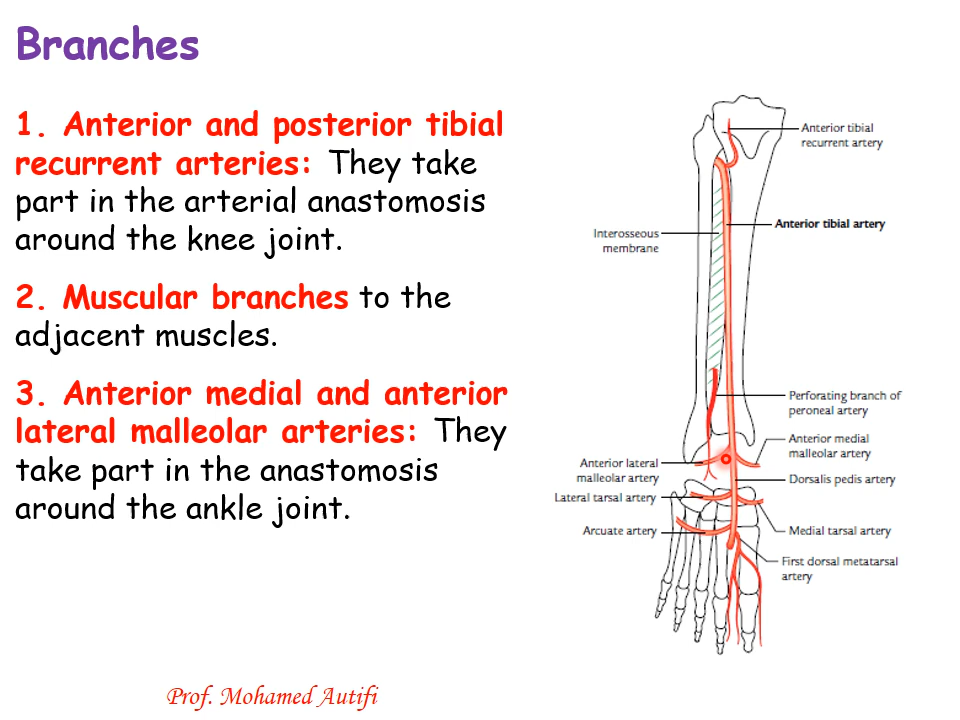 Branches
1. Anterior and posterior tibial
recurrent arteries: They take
part in the arterial anastomosis
around the knee joint.
2. Muscular branches to the
adjacent muscles.
3. Anterior medial and anterior
lateral malleolar arteries: They
take part in the anastomosis
around the ankle joint.
Anterior tibial
recurrent artery
Anterior tibial artery
Interosseous
membrane
Perforating branch of
peroneal artery
Anterior medial
malleolar artery
Anterior lateral
malleolar artery
Dorsalis pedis artery
Lateral tarsal artery
Arcuate artery
Medial tarsal artery
First dorsal metatarsal
artery
Prof. Mohamed Autifi